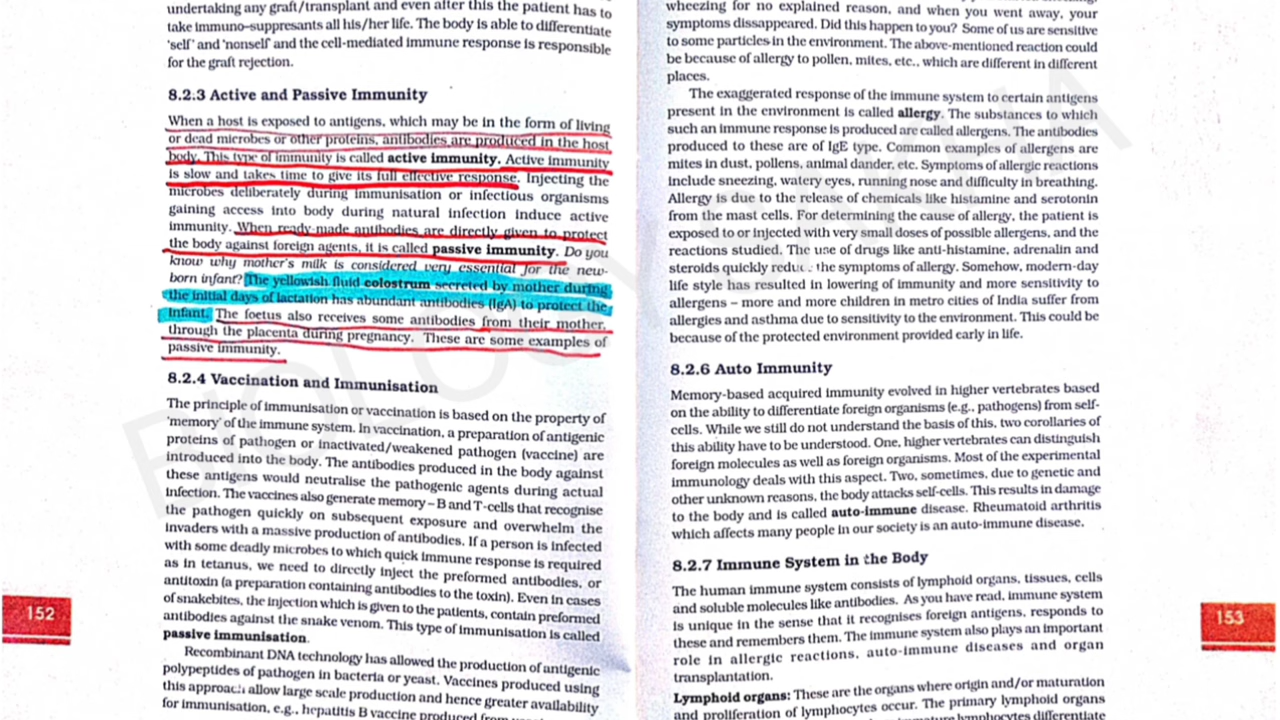 undertaking any graft/transplant and even after this the patient has to
take immuno–suppresants all his/her life. The body is able to differentiate
'self' and 'nonself' and the cell-mediated immune response is responsible
for the graft rejection.
8.2.3 Active and Passive Immunity
When a host is exposed to antigens, which may be in the form of living
or dead microbes or other proteins, antibodies are produced in the host
body. This type of immunity is called active immunity. Active immunity
is slow and takes time to give its full effective response. Injecting the
microbes deliberately during immunisation or infectious organisms
gaining access into body during natural infection induce active
immunity. When ready-made antibodies are directly given to protect
the body against foreign agents, it is called passive immunity. Do you
know why mother's milk is considered very essential for the new-
born infant? The yellowish fluid colostrum secreted by mother during
the initial days of lactation has abundant antibodies (IgA) to protect the
infant. The foetus also receives some antibodies from their mother,
through the placenta during pregnancy. These are some examples of
passive immunity.
8.2.4 Vaccination and Immunisation
The principle of immunisation or vaccination is based on the property of
'memory' of the immune system. In vaccination, a preparation of antigenic
proteins of pathogen or inactivated/weakened pathogen (vaccine) are
introduced into the body. The antibodies produced in the body against
these antigens would neutralise the pathogenic agents during actual
infection. The vaccines also generate memory – B and T-cells that recognise
the pathogen quickly on subsequent exposure and overwhelm the
invaders with a massive production of antibodies. If a person is infected
with some deadly microbes to which quick immune response is required
as in tetanus, we need to directly inject the preformed antibodies, or
antitoxin (a preparation containing antibodies to the toxin). Even in cases
of snakebites, the injection which is given to the patients, contain preformed
antibodies against the snake venom. This type of immunisation is called
passive immunisation.
Recombinant DNA technology has allowed the production of antigenic
polypeptides of pathogen in bacteria or yeast. Vaccines produced using
this approach allow large scale production and hence greater availability
for immunisation, e.g., hepatitis B vaccine produced from
152
wheezing for no explained reason, and when you went away, your
symptoms disappeared. Did this happen to you? Some of us are sensitive
to some particles in the environment. The above-mentioned reaction could
be because of allergy to pollen, mites, etc., which are different in different
places.
The exaggerated response of the immune system to certain antigens
present in the environment is called allergy. The substances to which
such an immune response is produced are called allergens. The antibodies
produced to these are of IgE type. Common examples of allergens are
mites in dust, pollens, animal dander, etc. Symptoms of allergic reactions
include sneezing, watery eyes, running nose and difficulty in breathing.
Allergy is due to the release of chemicals like histamine and serotonin
from the mast cells. For determining the cause of allergy, the patient is
exposed to or injected with very small doses of possible allergens, and the
reactions studied. The use of drugs like anti-histamine, adrenalin and
steroids quickly reduce the symptoms of allergy. Somehow, modern-day
life style has resulted in lowering of immunity and more sensitivity to
allergens – more and more children in metro cities of India suffer from
allergies and asthma due to sensitivity to the environment. This could be
because of the protected environment provided early in life.
8.2.6 Auto Immunity
Memory-based acquired immunity evolved in higher vertebrates based
on the ability to differentiate foreign organisms (e.g., pathogens) from self-
cells. While we still do not understand the basis of this, two corollaries of
this ability have to be understood. One, higher vertebrates can distinguish
foreign molecules as well as foreign organisms. Most of the experimental
immunology deals with this aspect. Two, sometimes, due to genetic and
other unknown reasons, the body attacks self-cells. This results in damage
to the body and is called auto-immune disease. Rheumatoid arthritis
which affects many people in our society is an auto-immune disease.
8.2.7 Immune System in the Body
The human immune system consists of lymphoid organs, tissues, cells
and soluble molecules like antibodies. As you have read, immune system
is unique in the sense that it recognises foreign antigens, responds to
these and remembers them. The immune system also plays an important
role in allergic reactions, auto-immune diseases and organ
transplantation.
Lymphoid organs: These are the organs where origin and/or maturation
and proliferation of lymphocytes occur. The primary lymphoid organs
lymphocytes differentiate
153